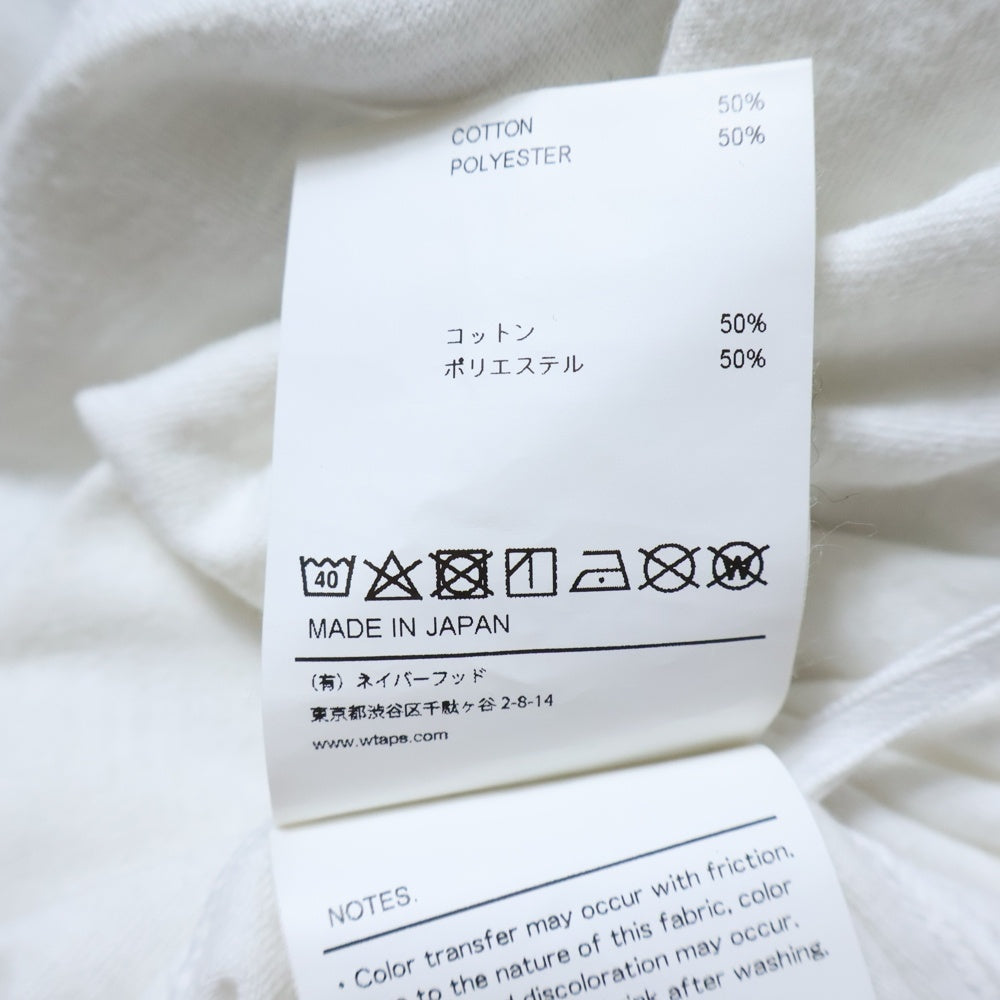 COTTON 50%
POLYESTER 50%
コットン 50%
ポリエステル 50%
40 W
MADE IN JAPAN
(有) ネイバーフッド
東京都渋谷区千駄ヶ谷 2-8-14
www.wtaps.com
NOTES.
・Color transfer may occur with friction.
to the nature of this fabric, color
discoloration may occur.
after washing.